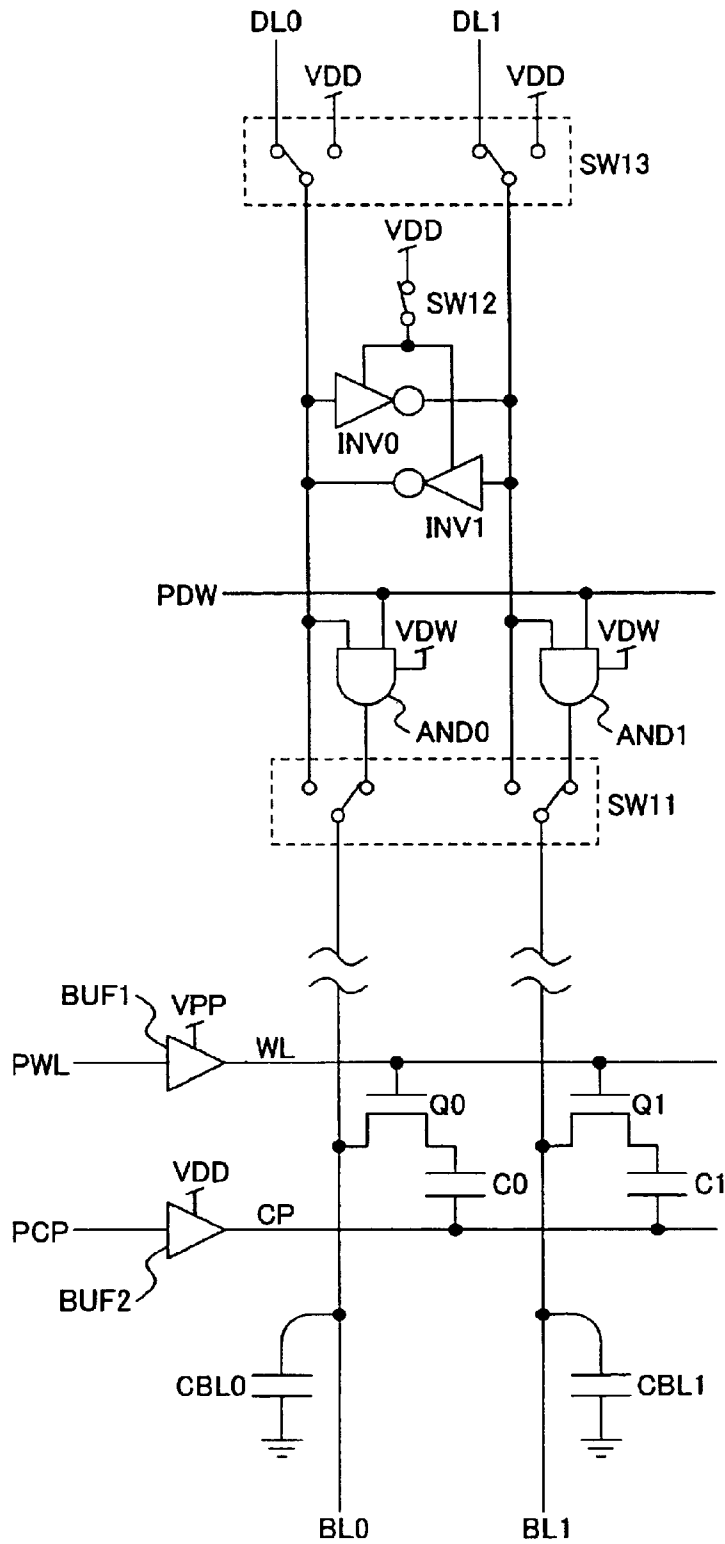 DL0 DL1
VDD VDD
SW13
VDD
SW12
INV0
INV1
PDW
VDW VDW
AND0 AND1
SW11
BUF1 VPP
PWL WL
Q0 Q1
VDD C0 C1
PCP CP
BUF2
CBL0 CBL1
BL0 BL1